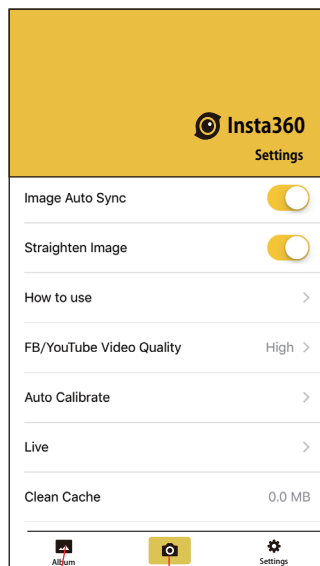 Insta360
Settings
Image Auto Sync
Straighten Image
How to use
FB/YouTube Video Quality High
Auto Calibrate
Live
Clean Cache 0.0 MB
Album Settings